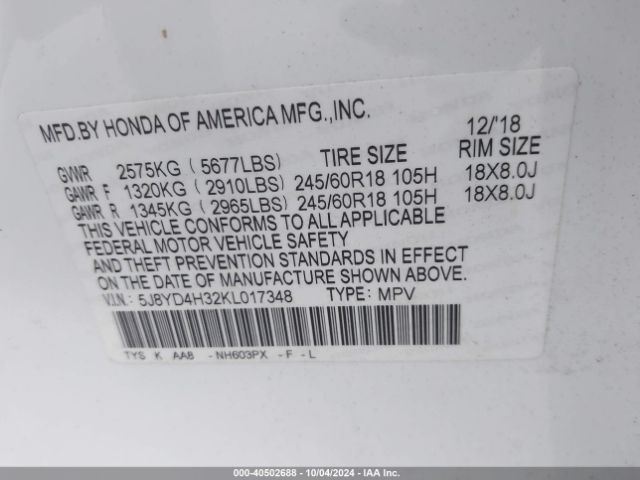 MFD.BY HONDA OF AMERICA MFG.,INC. 12/'18
GVWR 2575KG ( 5677LBS) TIRE SIZE RIM SIZE
GAWR F 1320KG ( 2910LBS) 245/60R18 105H 18X8.0J
GAWR R 1345KG ( 2965LBS) 245/60R18 105H 18X8.0J
THIS VEHICLE CONFORMS TO ALL APPLICABLE
FEDERAL MOTOR VEHICLE SAFETY
AND THEFT PREVENTION STANDARDS IN EFFECT
ON THE DATE OF MANUFACTURE SHOWN ABOVE.
V.I.N.: 5J8YD4H32KL017348 TYPE: MPV
TYS K AA8 -NH603PX -F -L
000-40502688 - 10/04/2024 - IAA Inc.